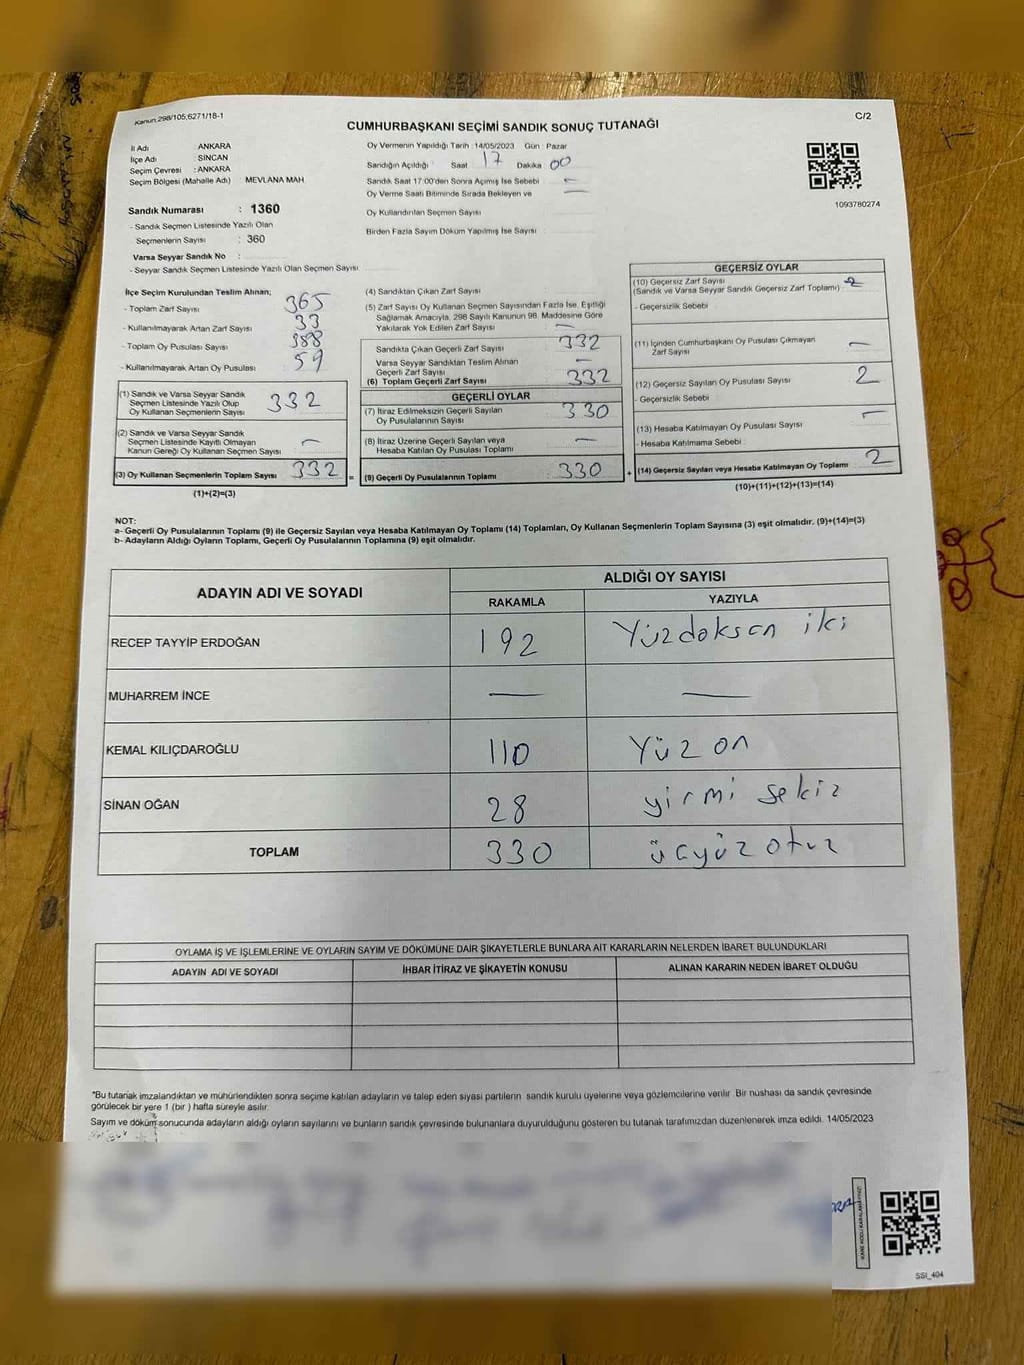 Kanun:298/105;6271/18-1
C/2
CUMHURBAŞKANI SEÇİMİ SANDIK SONUÇ TUTANAĞI
İl Adı : ANKARA
İlçe Adı : SİNCAN
Seçim Çevresi : ANKARA
Seçim Bölgesi (Mahalle Adı) MEVLANA MAH.
Sandık Numarası : 1360
- Sandık Seçmen Listesinde Yazılı Olan
Seçmenlerin Sayısı : 360
Varsa Seyyar Sandık No :
- Seyyar Sandık Seçmen Listesinde Yazılı Olan Seçmen Sayısı
Oy Vermenin Yapıldığı Tarih : 14/05/2023 Gün : Pazar
Sandığın Açıldığı Saat 17 Dakika 00
Sandık Saat 17:00'den Sonra Açımış İse Sebebi —
Oy Verme Saati Bitiminde Sırada Bekleyen ve —
Oy Kullandırılan Seçmen Sayısı
Birden Fazla Sayım Döküm Yapılmış İse Sayısı
1093780274
İlçe Seçim Kurulundan Teslim Alınan;
- Toplam Zarf Sayısı 365
- Kullanılmayarak Artan Zarf Sayısı 33
- Toplam Oy Pusulası Sayısı 388
- Kullanılmayarak Artan Oy Pusulası 59
(1) Sandık ve Varsa Seyyar Sandık
Seçmen Listesinde Yazılı Olup
Oy Kullanan Seçmenlerin Sayısı 332
(2) Sandık ve Varsa Seyyar Sandık
Seçmen Listesinde Kayıtlı Olmayan
Kanun Gereği Oy Kullanan Seçmen Sayısı —
(3) Oy Kullanan Seçmenlerin Toplam Sayısı 332
=
(1)+(2)=(3)
(4) Sandıktan Çıkan Zarf Sayısı
(5) Zarf Sayısı Oy Kullanan Seçmen Sayısından Fazla İse, Eşitliği
Sağlamak Amacıyla, 298 Sayılı Kanunun 98. Maddesine Göre
Yakılarak Yok Edilen Zarf Sayısı —
Sandıkta Çıkan Geçerli Zarf Sayısı 332
Varsa Seyyar Sandıktan Teslim Alınan
Geçerli Zarf Sayısı —
(6) Toplam Geçerli Zarf Sayısı 332
GEÇERLİ OYLAR
(7) İtiraz Edilmeksizin Geçerli Sayılan
Oy Pusulalarının Sayısı 330
(8) İtiraz Üzerine Geçerli Sayılan veya
Hesaba Katılan Oy Pusulaları Toplamı —
(9) Geçerli Oy Pusulalarının Toplamı 330
+
GEÇERSİZ OYLAR
(10) Geçersiz Zarf Sayısı
(Sandık ve Varsa Seyyar Sandık Geçersiz Zarf Toplamı)
- Geçersizlik Sebebi
(11) İçinden Cumhurbaşkanı Oy Pusulası Çıkmayan
Zarf Sayısı —
(12) Geçersiz Sayılan Oy Pusulası Sayısı 2
- Geçersizlik Sebebi
(13) Hesaba Katılmayan Oy Pusulası Sayısı —
- Hesaba Katılmama Sebebi
(14) Geçersiz Sayılan veya Hesaba Katılmayan Oy Toplamı 2
(10)+(11)+(12)+(13)=(14)
NOT:
a- Geçerli Oy Pusulalarının Toplamı (9) ile Geçersiz Sayılan veya Hesaba Katılmayan Oy Toplamı (14) Toplamları, Oy Kullanan Seçmenlerin Toplam Sayısına (3) eşit olmalıdır. (9)+(14)=(3)
b- Adayların Aldığı Oyların Toplamı, Geçerli Oy Pusulalarının Toplamına (9) eşit olmalıdır.
ADAYIN ADI VE SOYADI
ALDIĞI OY SAYISI
RAKAMLA YAZIYLA
RECEP TAYYİP ERDOĞAN 192 Yüzdoksan iki
MUHARREM İNCE — —
KEMAL KILIÇDAROĞLU 110 Yüz on
SİNAN OĞAN 28 yirmi sekiz
TOPLAM 330 üçyüz otuz
OYLAMA İŞ VE İŞLEMLERİNE VE OYLARIN SAYIM VE DÖKÜMÜNE DAİR ŞİKAYETLERLE BUNLARA AİT KARARLARIN NELERDEN İBARET BULUNDUKLARI
ADAYIN ADI VE SOYADI İHBAR İTİRAZ VE ŞİKAYETİN KONUSU ALINAN KARARIN NEDEN İBARET OLDUĞU
*Bu tutanak imzalandıktan ve mühürlendikten sonra seçime katılan adayların ve talep eden siyasi partilerin sandık kurulu üyelerine veya gözlemcilerine verilir. Bir nüshası da sandık çevresinde
görülecek bir yere 1 (bir ) hafta süreyle asılır.
Sayım ve döküm sonucunda adayların aldığı oyların sayılarını ve bunların sandık çevresinde bulunanlara duyurulduğunu gösteren bu tutanak tarafımızdan düzenlenerek imza edildi. 14/05/2023
SSI_404